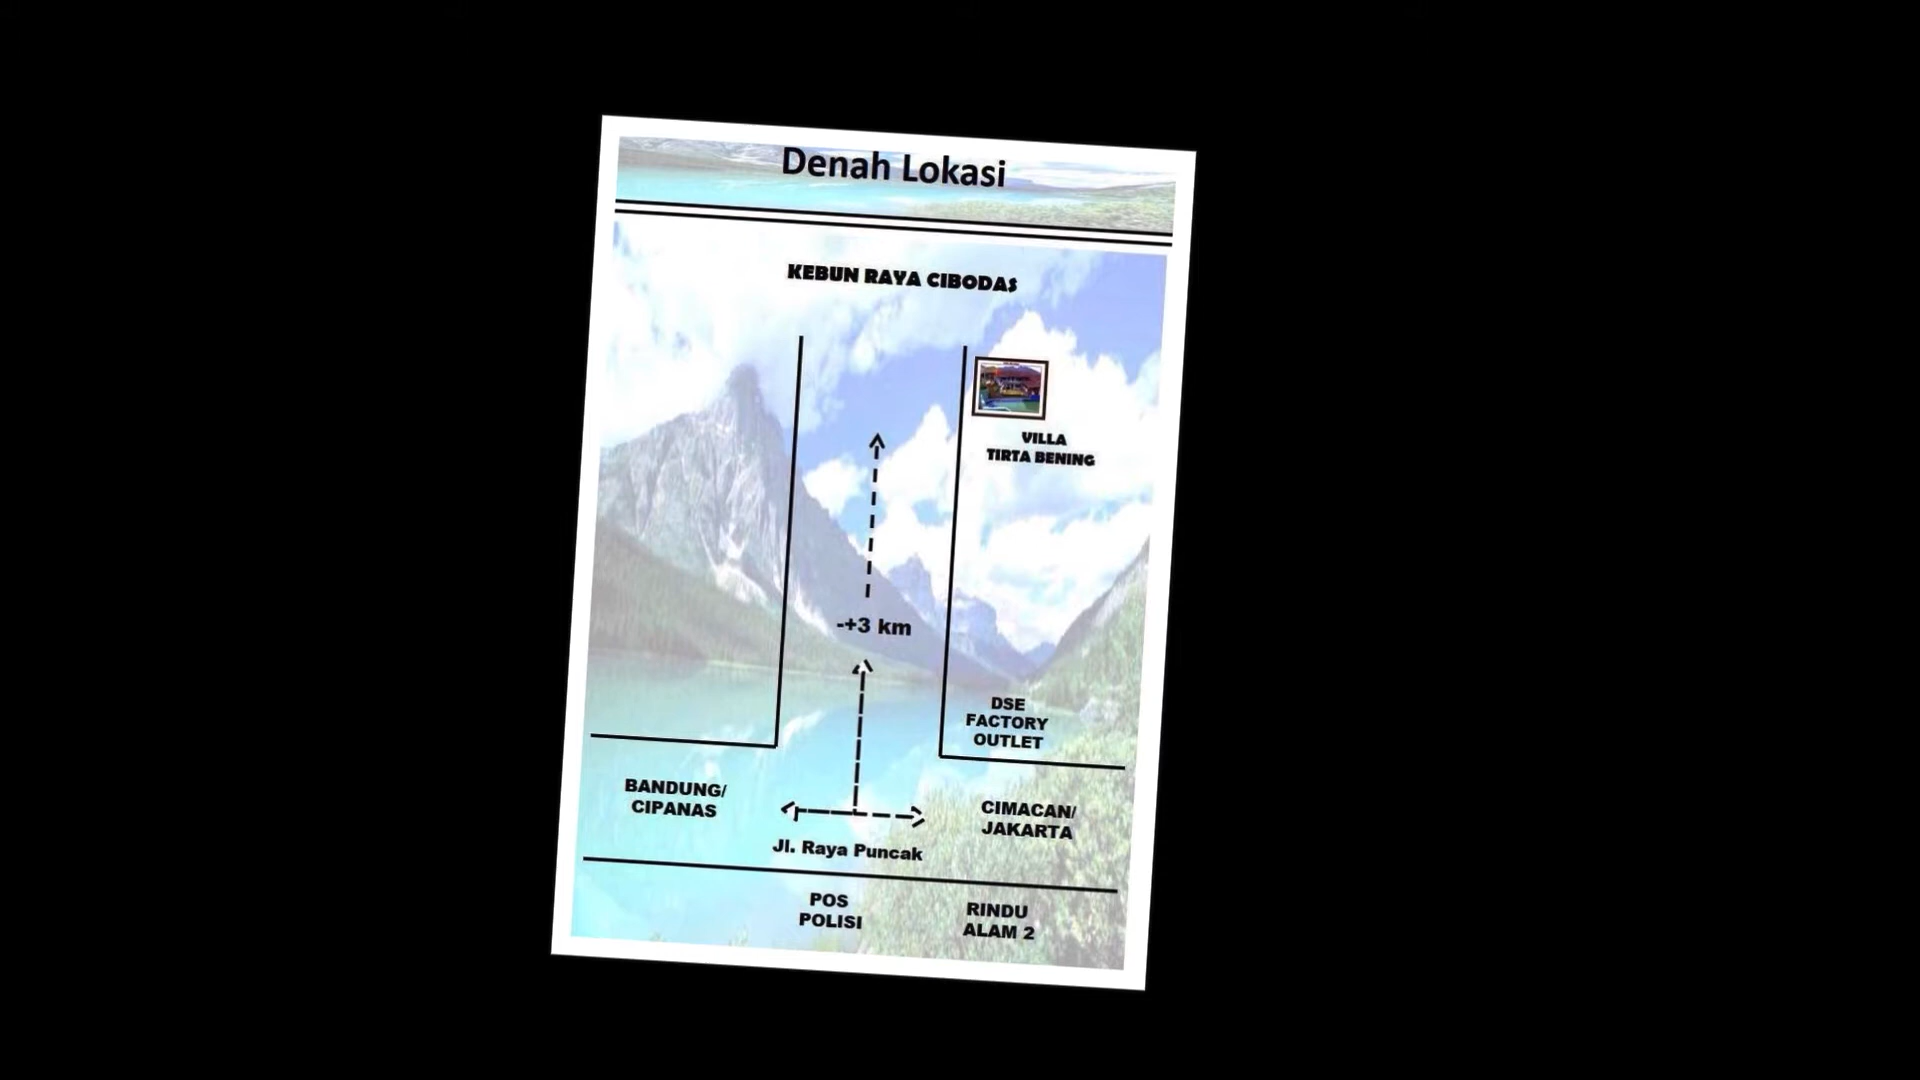 Denah Lokasi
KEBUN RAYA CIBODAS
VILLA
TIRTA BENING
-+3 km
DSE
FACTORY
OUTLET
BANDUNG/
CIPANAS
CIMACAN/
JAKARTA
Jl. Raya Puncak
POS
POLISI
RINDU
ALAM 2